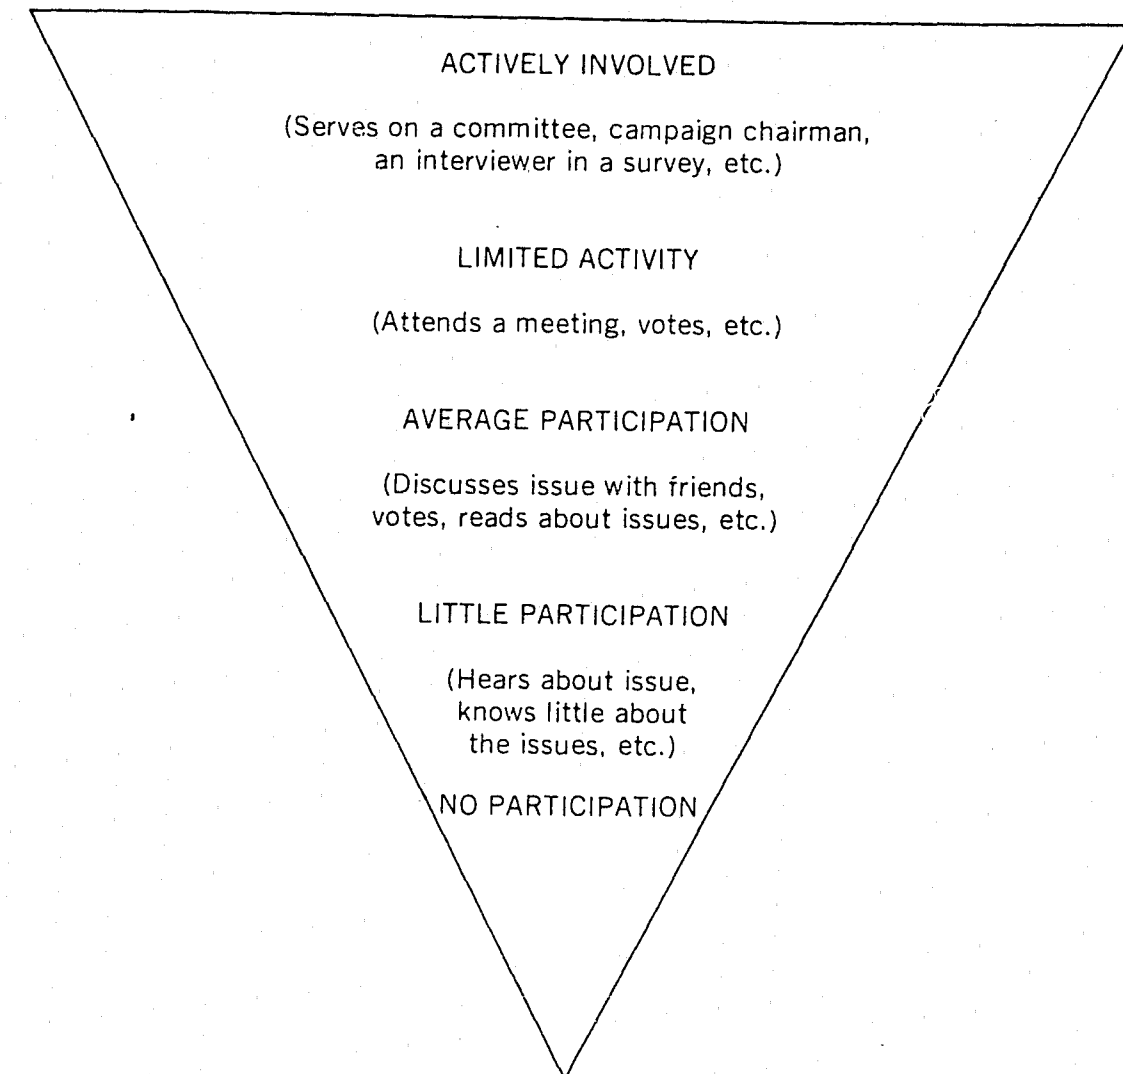 ACTIVELY INVOLVED
(Serves on a committee, campaign chairman,
an interviewer in a survey, etc.)
LIMITED ACTIVITY
(Attends a meeting, votes, etc.)
AVERAGE PARTICIPATION
(Discusses issue with friends,
votes, reads about issues, etc.)
LITTLE PARTICIPATION
(Hears about issue,
knows little about
the issues, etc.)
NO PARTICIPATION